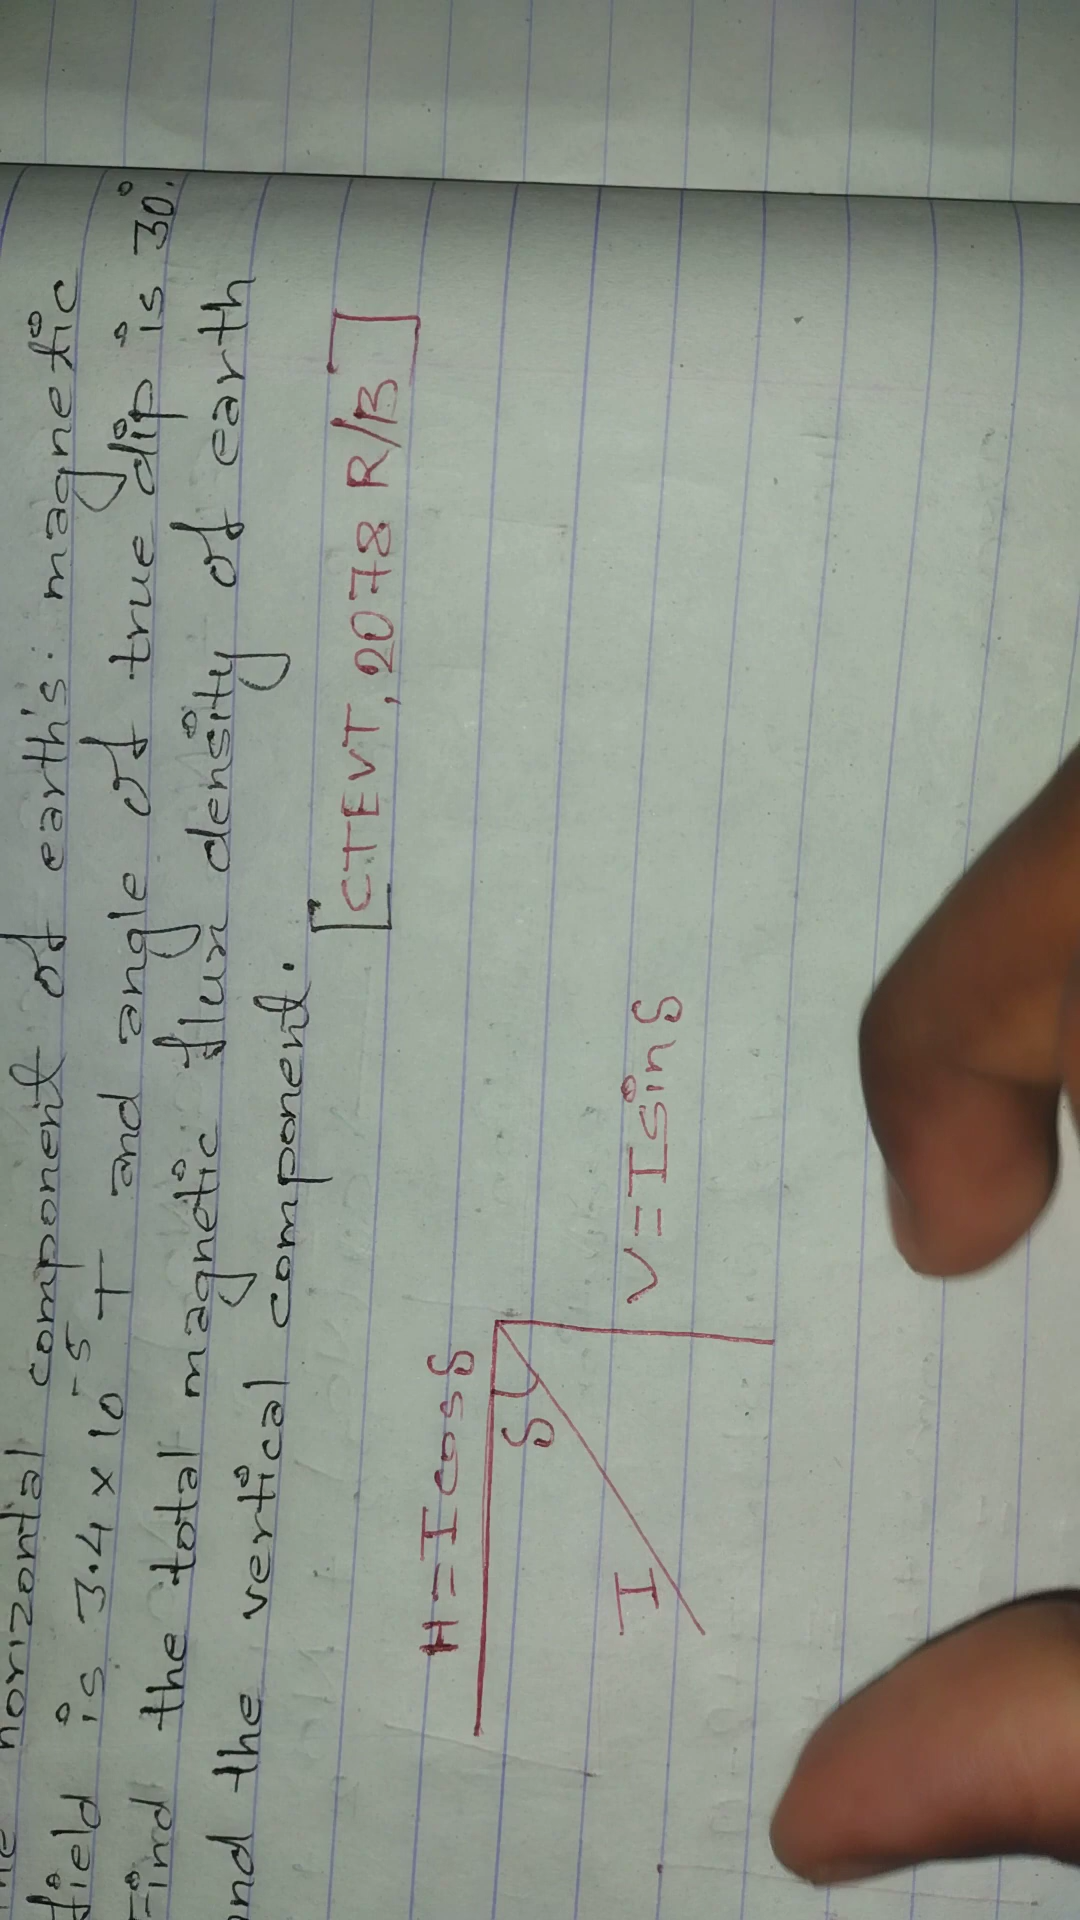 The horizontal component of earth's magnetic
field is 3.4 × 10⁻⁵ T and angle of true dip is 30°.
Find the total magnetic flux density of earth
and the vertical component.
[CTEVT, 2078 R/B]
H = I cos δ
δ
I
V = I sin δ